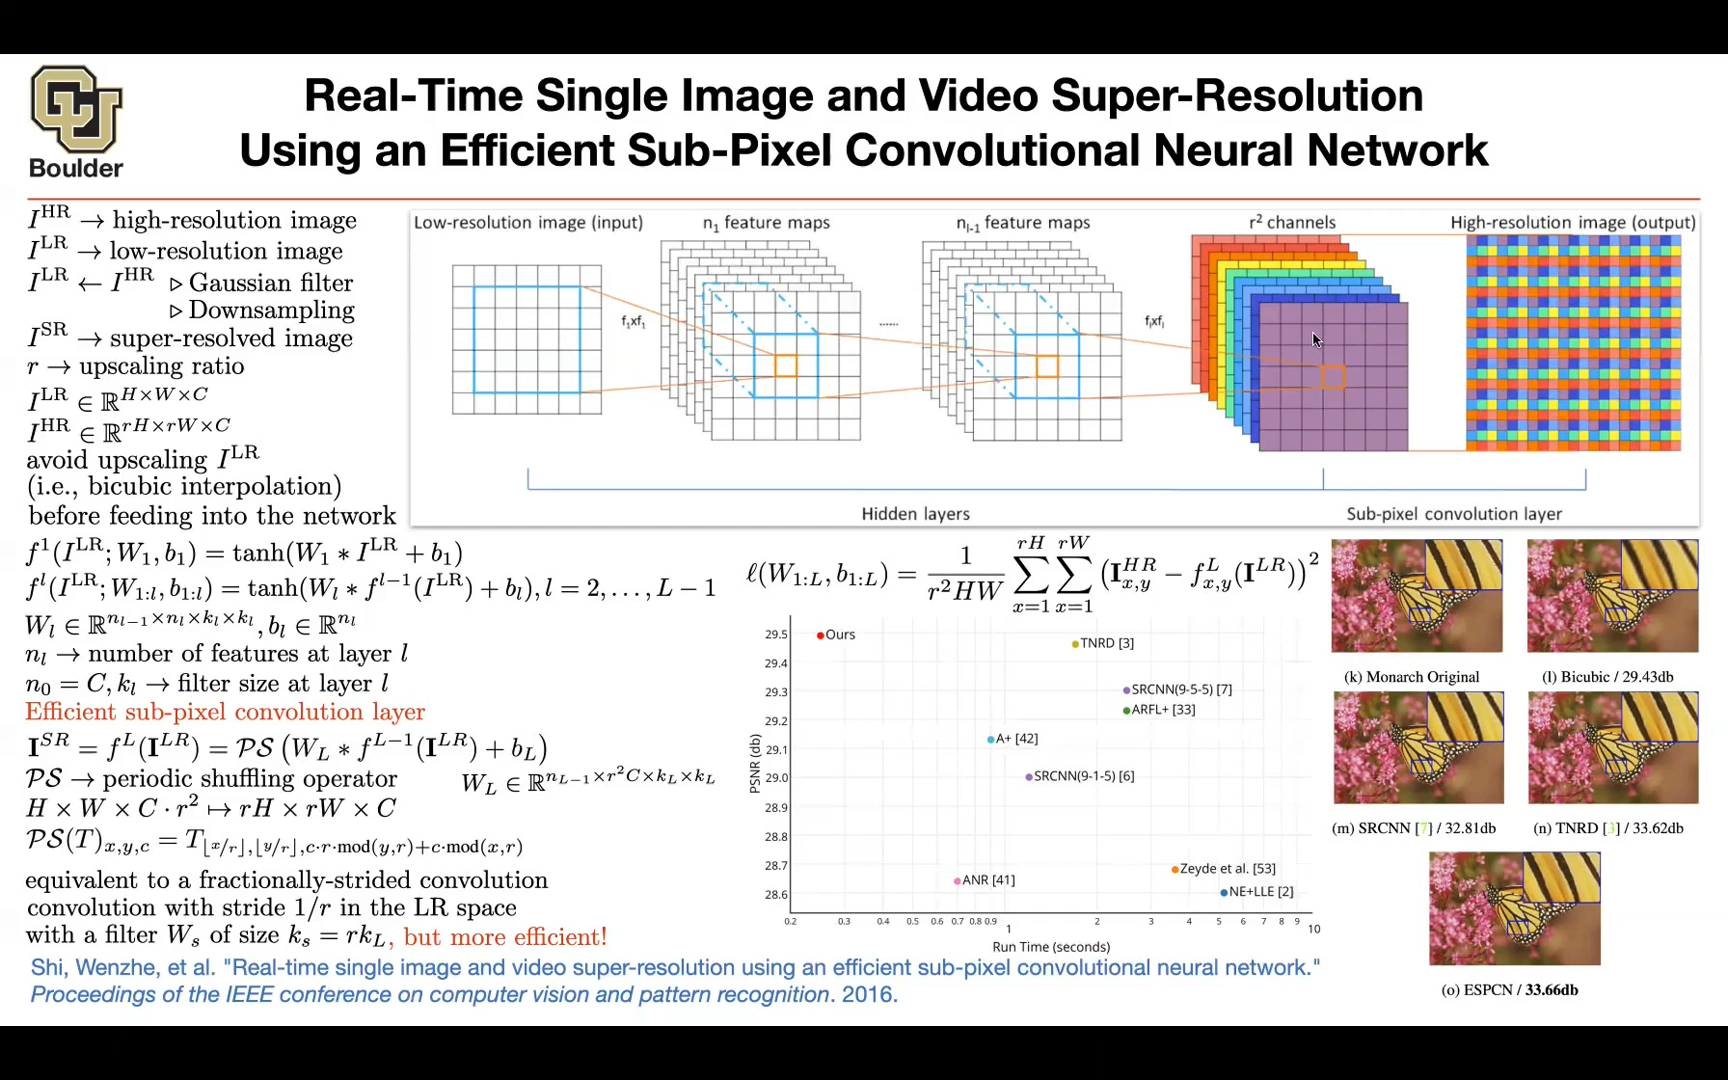 Boulder
Real-Time Single Image and Video Super-Resolution
Using an Efficient Sub-Pixel Convolutional Neural Network
I^HR → high-resolution image
I^LR → low-resolution image
I^LR ← I^HR ▷ Gaussian filter
▷ Downsampling
I^SR → super-resolved image
r → upscaling ratio
I^LR ∈ ℝ^{H×W×C}
I^HR ∈ ℝ^{rH×rW×C}
avoid upscaling I^LR
(i.e., bicubic interpolation)
before feeding into the network
f^1(I^LR; W_1, b_1) = tanh(W_1 * I^LR + b_1)
f^l(I^LR; W_{1:l}, b_{1:l}) = tanh(W_l * f^{l−1}(I^LR) + b_l), l = 2, . . . , L − 1
W_l ∈ ℝ^{n_{l−1}×n_l×k_l×k_l}, b_l ∈ ℝ^{n_l}
n_l → number of features at layer l
n_0 = C, k_l → filter size at layer l
Efficient sub-pixel convolution layer
I^SR = f^L(I^LR) = PS (W_L * f^{L−1}(I^LR) + b_L)
PS → periodic shuffling operator W_L ∈ ℝ^{n_{L−1}×r²C×k_L×k_L}
H × W × C · r² ↦ rH × rW × C
PS(T)_{x,y,c} = T_{⌊x/r⌋,⌊y/r⌋,c·r·mod(y,r)+c·mod(x,r)}
equivalent to a fractionally-strided convolution
convolution with stride 1/r in the LR space
with a filter W_s of size k_s = rk_L, but more efficient!
Low-resolution image (input) n_1 feature maps n_{l-1} feature maps r² channels High-resolution image (output)
f_1xf_1 ...... f_lxf_l
Hidden layers Sub-pixel convolution layer
ℓ(W_{1:L}, b_{1:L}) = 1/(r²HW) ∑_{x=1}^{rH} ∑_{x=1}^{rW} (I^{HR}_{x,y} − f^L_{x,y}(I^LR))²
PSNR (db)
29.5
29.4
29.3
29.2
29.1
29.0
28.9
28.8
28.7
28.6
Ours
TNRD [3]
SRCNN(9-5-5) [7]
ARFL+ [33]
A+ [42]
SRCNN(9-1-5) [6]
Zeyde et al. [53]
ANR [41]
NE+LLE [2]
0.2 0.3 0.4 0.5 0.6 0.7 0.8 0.9 1 2 3 4 5 6 7 8 9 10
Run Time (seconds)
(k) Monarch Original
(l) Bicubic / 29.43db
(m) SRCNN [7] / 32.81db
(n) TNRD [3] / 33.62db
(o) ESPCN / 33.66db
Shi, Wenzhe, et al. "Real-time single image and video super-resolution using an efficient sub-pixel convolutional neural network."
Proceedings of the IEEE conference on computer vision and pattern recognition. 2016.